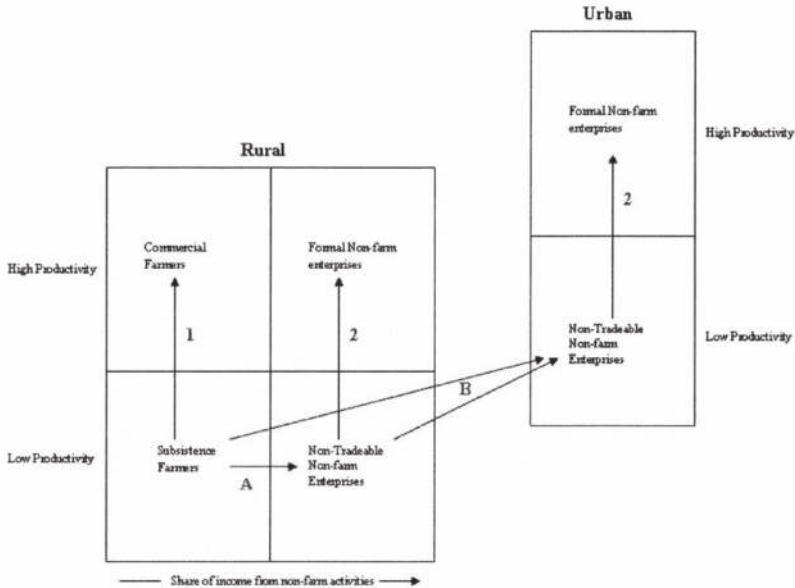 Urban
Formal Non-farm
enterprises
High Productivity
2
Rural
Commercial
Farmers
Formal Non-farm
enterprises
High Productivity
1
2
Non-Tradeable
Non-farm
Enterprises
Low Productivity
B
Subsistence
Farmers
Non-Tradeable
Non-farm
Enterprises
Low Productivity
A
Share of income from non-farm activities